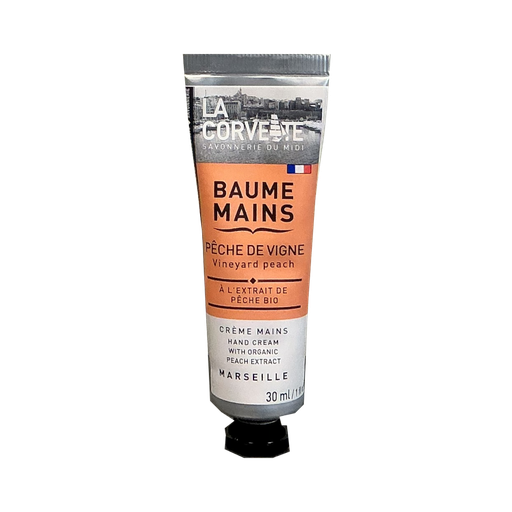 LA
CORVETTE
SAVONNERIE DU MIDI
BAUME
MAINS
PÊCHE DE VIGNE
Vineyard peach
À L'EXTRAIT DE
PÊCHE BIO
CRÈME MAINS
HAND CREAM
WITH ORGANIC
PEACH EXTRACT
MARSEILLE
30 ml/1